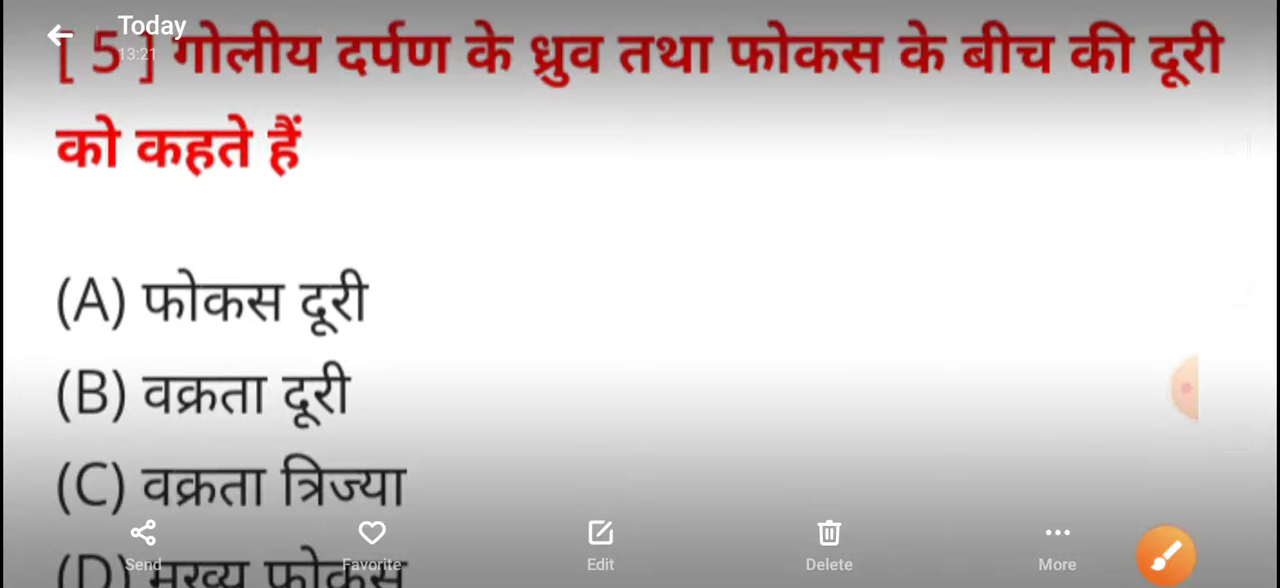 Today
13:21
[ 5 ] गोलीय दर्पण के ध्रुव तथा फोकस के बीच की दूरी
को कहते हैं
(A) फोकस दूरी
(B) वक्रता दूरी
(C) वक्रता त्रिज्या
(D) मुख्य फोकस
Send Favorite Edit Delete More